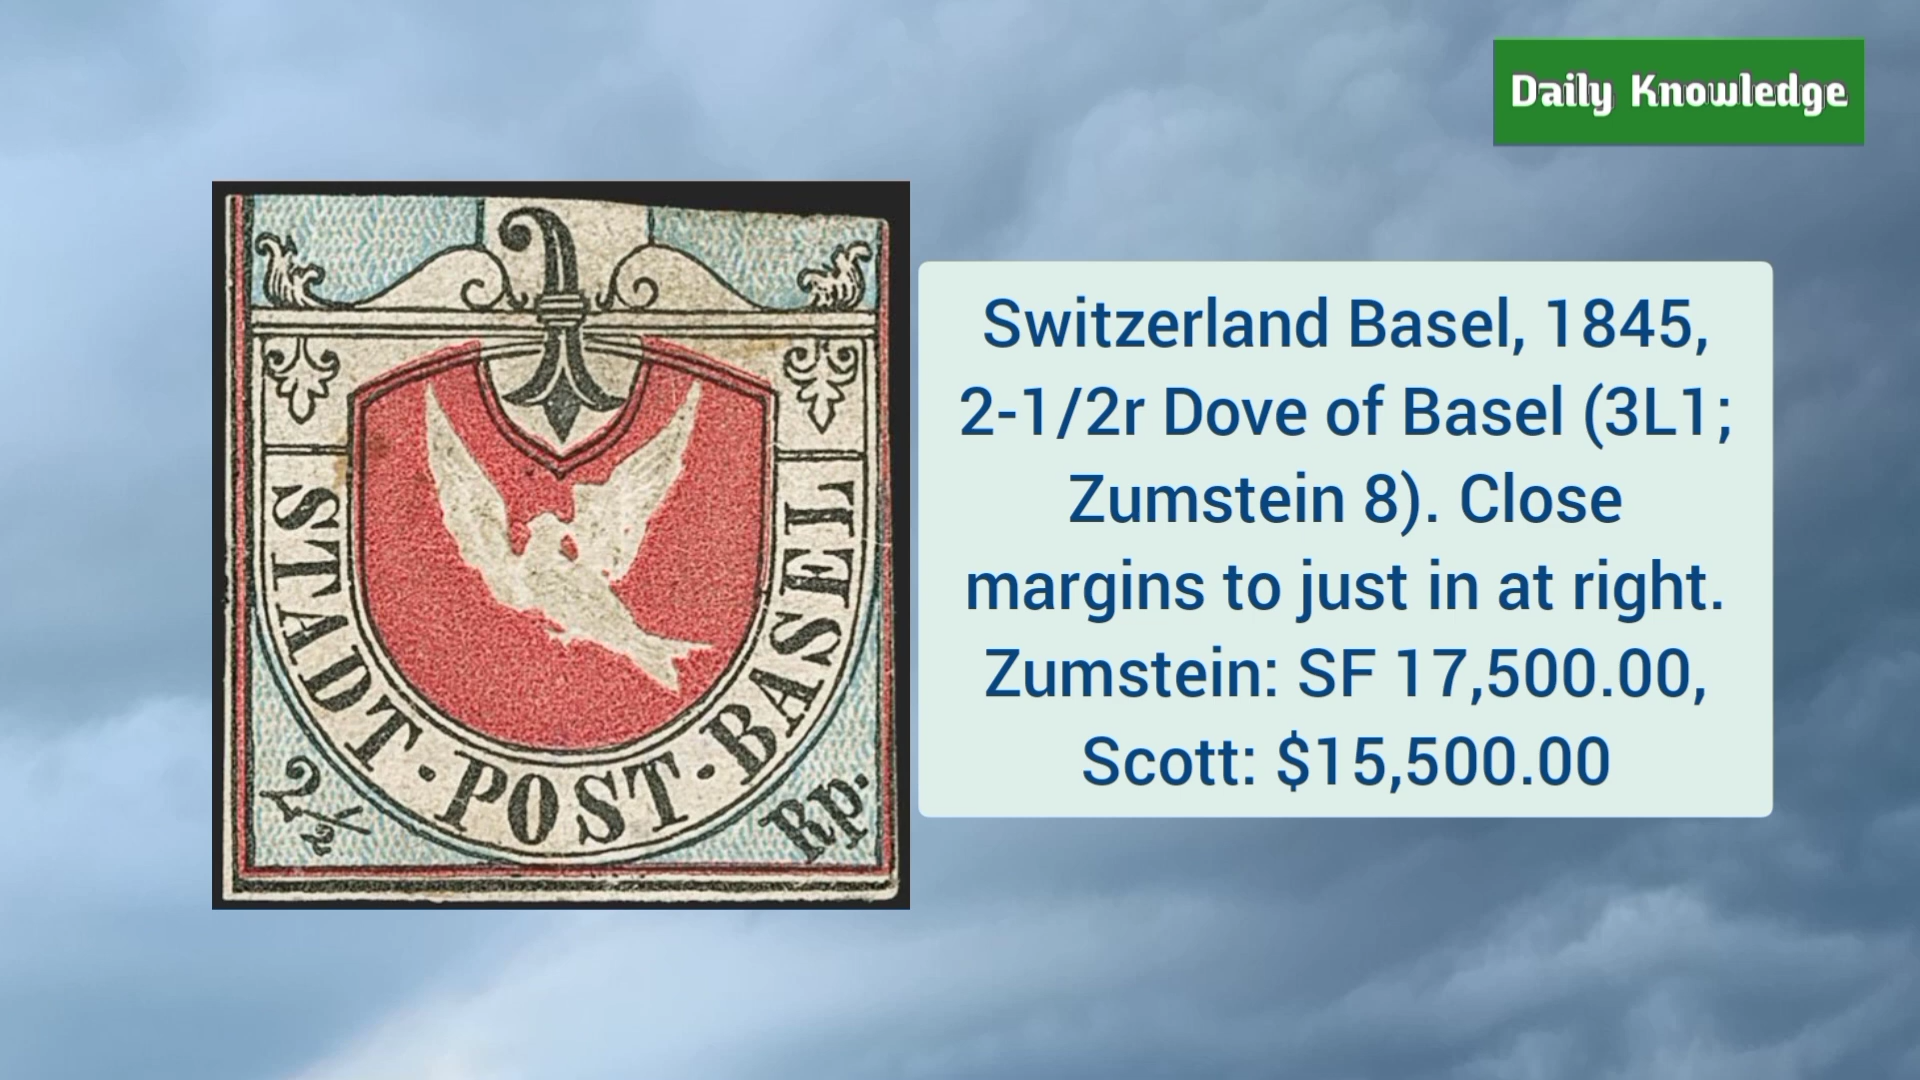 Daily Knowledge
STADT·POST·BASEL
2½
Rp.
Switzerland Basel, 1845,
2-1/2r Dove of Basel (3L1;
Zumstein 8). Close
margins to just in at right.
Zumstein: SF 17,500.00,
Scott: $15,500.00